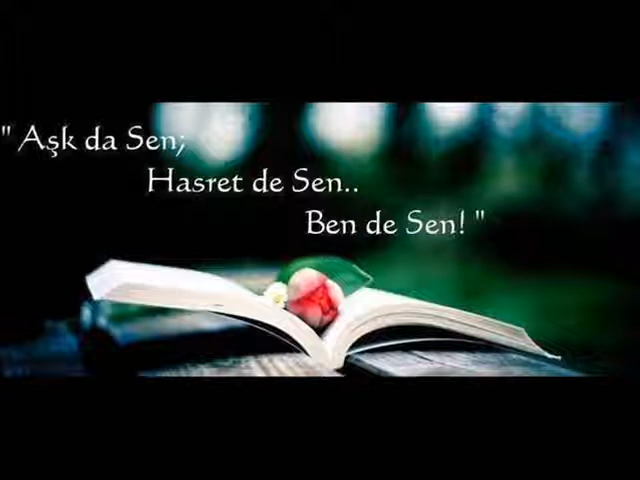 " Aşk da Sen;
Hasret de Sen..
Ben de Sen! "